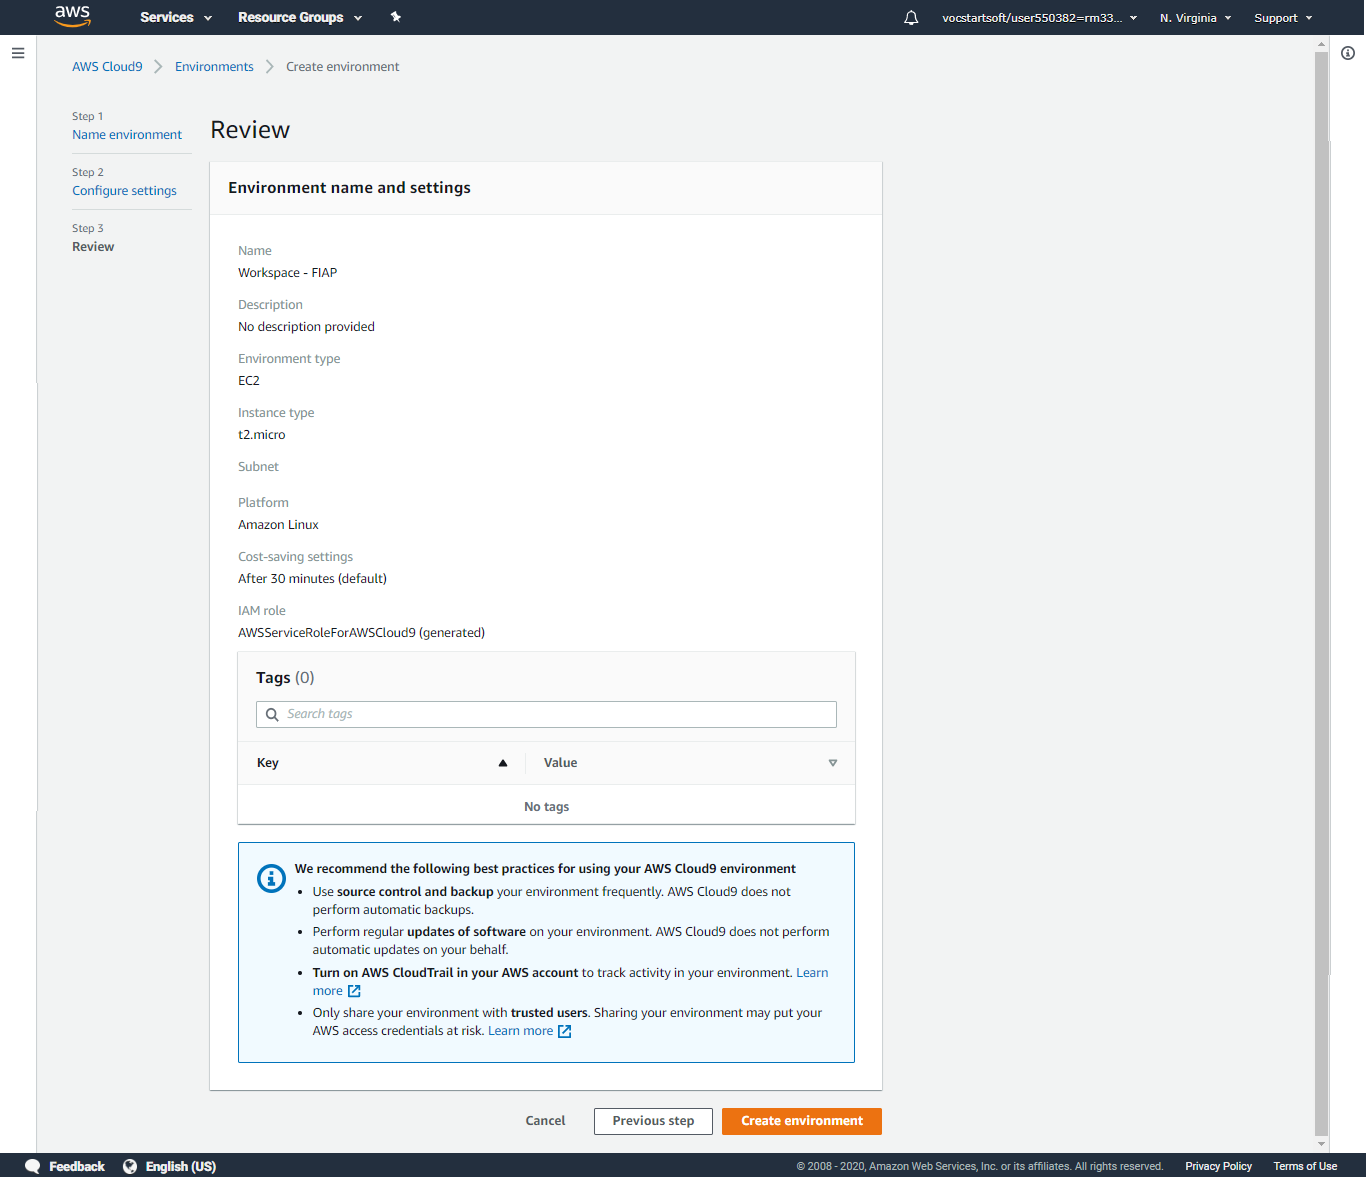 aws
Services
Resource Groups
vocstartsoft/user550382=rm33...
N. Virginia
Support
AWS Cloud9
Environments
Create environment
Step 1
Name environment
Step 2
Configure settings
Step 3
Review
Review
Environment name and settings
Name
Workspace - FIAP
Description
No description provided
Environment type
EC2
Instance type
t2.micro
Subnet
Platform
Amazon Linux
Cost-saving settings
After 30 minutes (default)
IAM role
AWSServiceRoleForAWSCloud9 (generated)
Tags (0)
Search tags
Key
Value
No tags
We recommend the following best practices for using your AWS Cloud9 environment
• Use source control and backup your environment frequently. AWS Cloud9 does not
perform automatic backups.
• Perform regular updates of software on your environment. AWS Cloud9 does not perform
automatic updates on your behalf.
• Turn on AWS CloudTrail in your AWS account to track activity in your environment. Learn
more
• Only share your environment with trusted users. Sharing your environment may put your
AWS access credentials at risk. Learn more
Cancel
Previous step
Create environment
Feedback
English (US)
© 2008 - 2020, Amazon Web Services, Inc. or its affiliates. All rights reserved.
Privacy Policy
Terms of Use